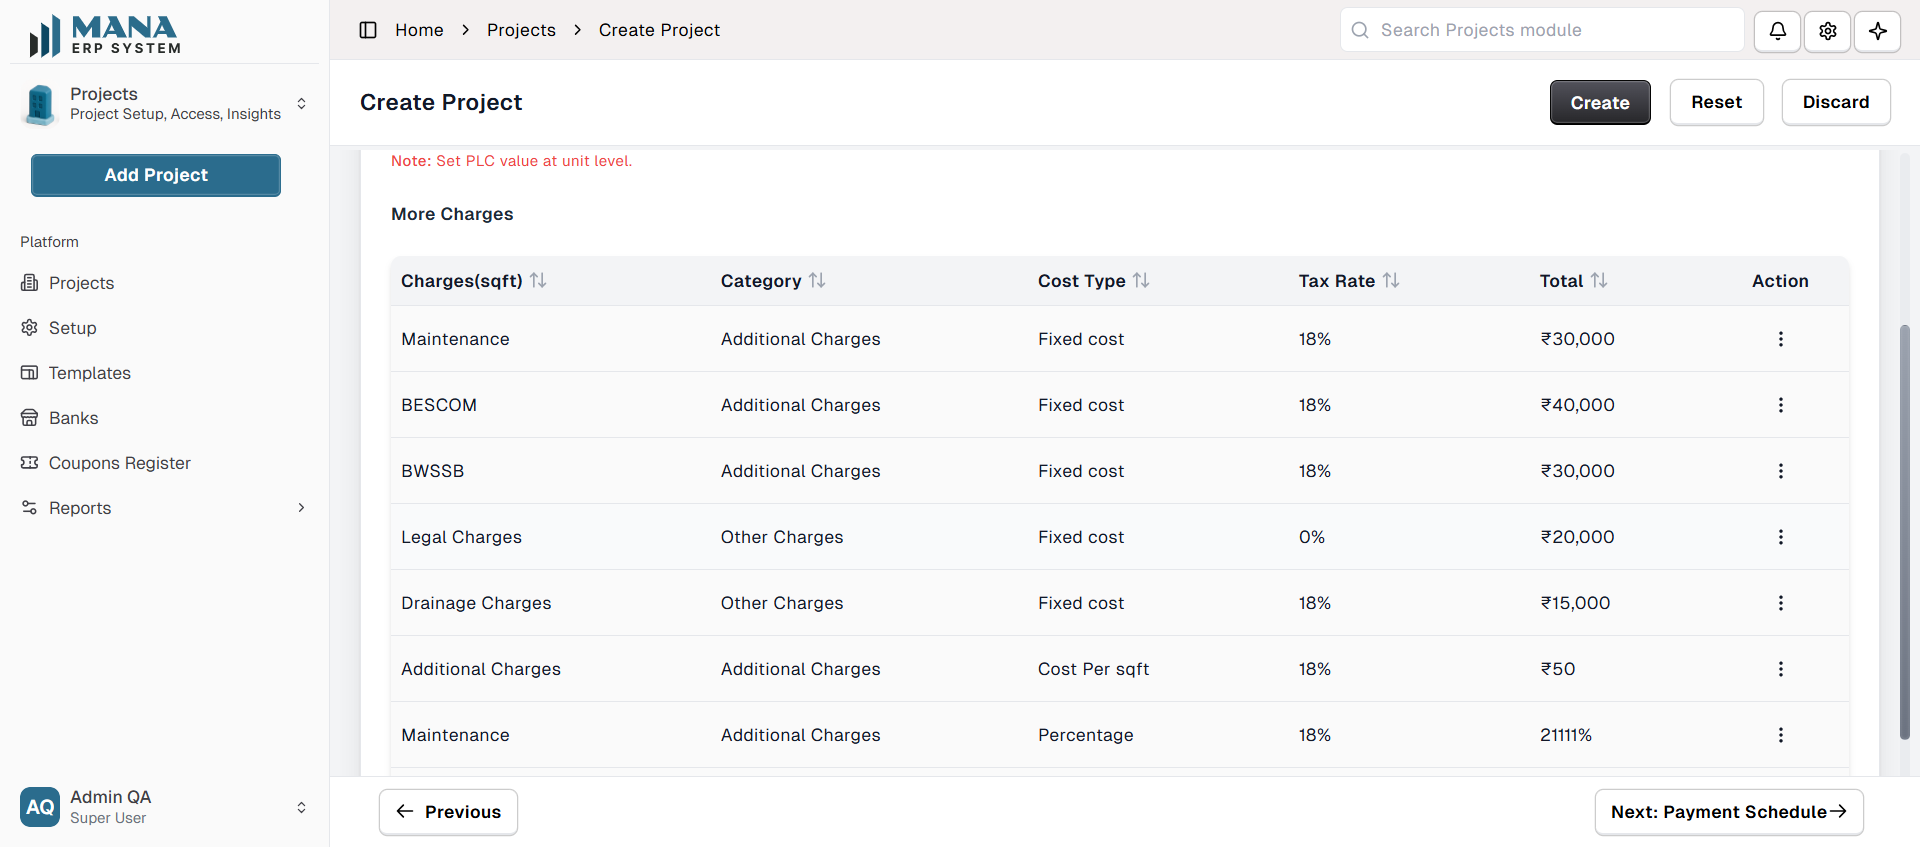 MANA
ERP SYSTEM
Home > Projects > Create Project
Search Projects module
Projects
Project Setup, Access, Insights
Create Project
Create
Reset
Discard
Add Project
Platform
Projects
Setup
Templates
Banks
Coupons Register
Reports
Admin QA
AQ
Super User
Note: Set PLC value at unit level.
More Charges
Charges(sqft) Category Cost Type Tax Rate Total Action
Maintenance Additional Charges Fixed cost 18% ₹30,000
BESCOM Additional Charges Fixed cost 18% ₹40,000
BWSSB Additional Charges Fixed cost 18% ₹30,000
Legal Charges Other Charges Fixed cost 0% ₹20,000
Drainage Charges Other Charges Fixed cost 18% ₹15,000
Additional Charges Additional Charges Cost Per sqft 18% ₹50
Maintenance Additional Charges Percentage 18% 21111%
Previous
Next: Payment Schedule